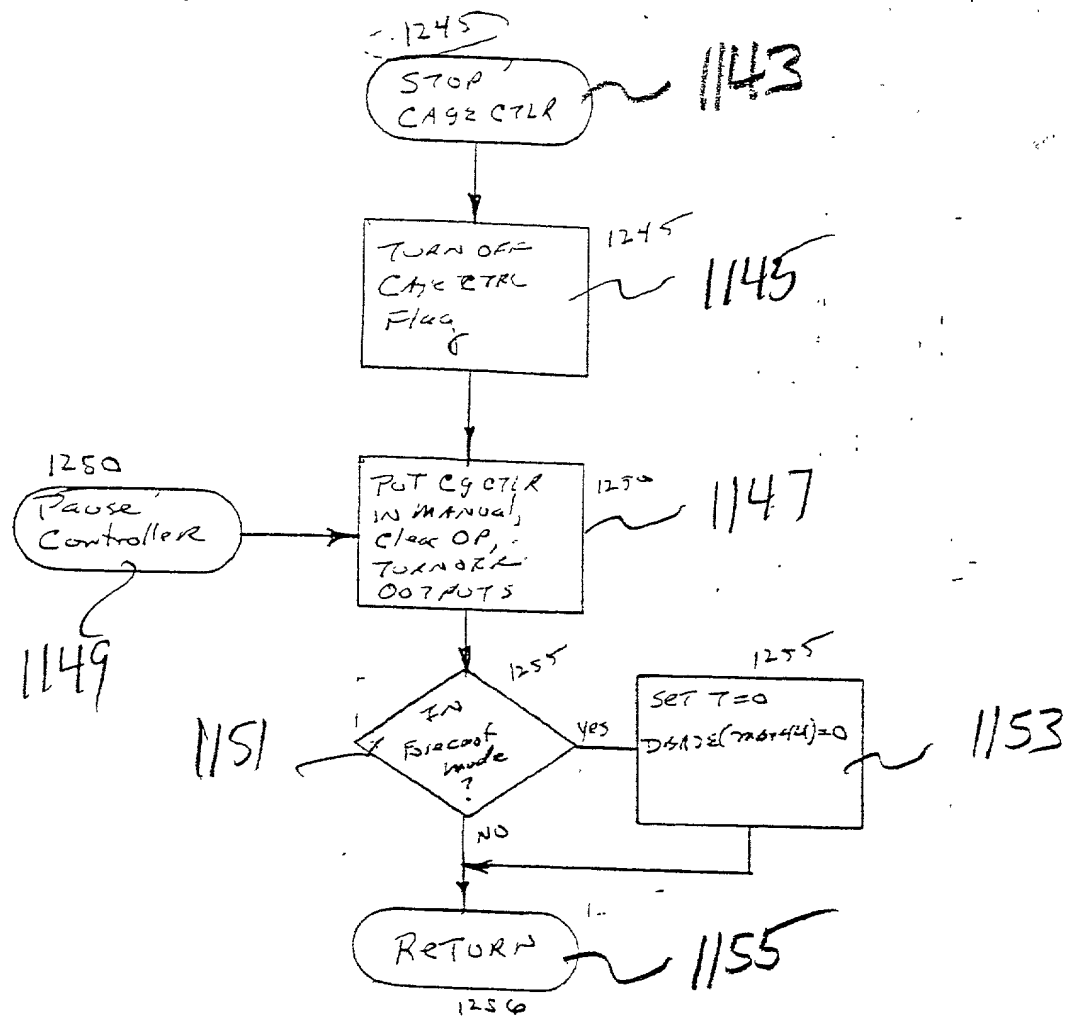 1245
STOP
CAGE CTLR
1143
TURN OFF
CAGE CTRL
Flag
1245
1145
1250
Pause
Controller
1149
PUT CG CTLR
IN MANUAL,
Clear OP,
TURN OFF
OUTPUTS
1250
1147
IN
Forecast
mode
?
1255
1151
yes
NO
1255
SET T=0
=0
1153
RETURN
1155
1256